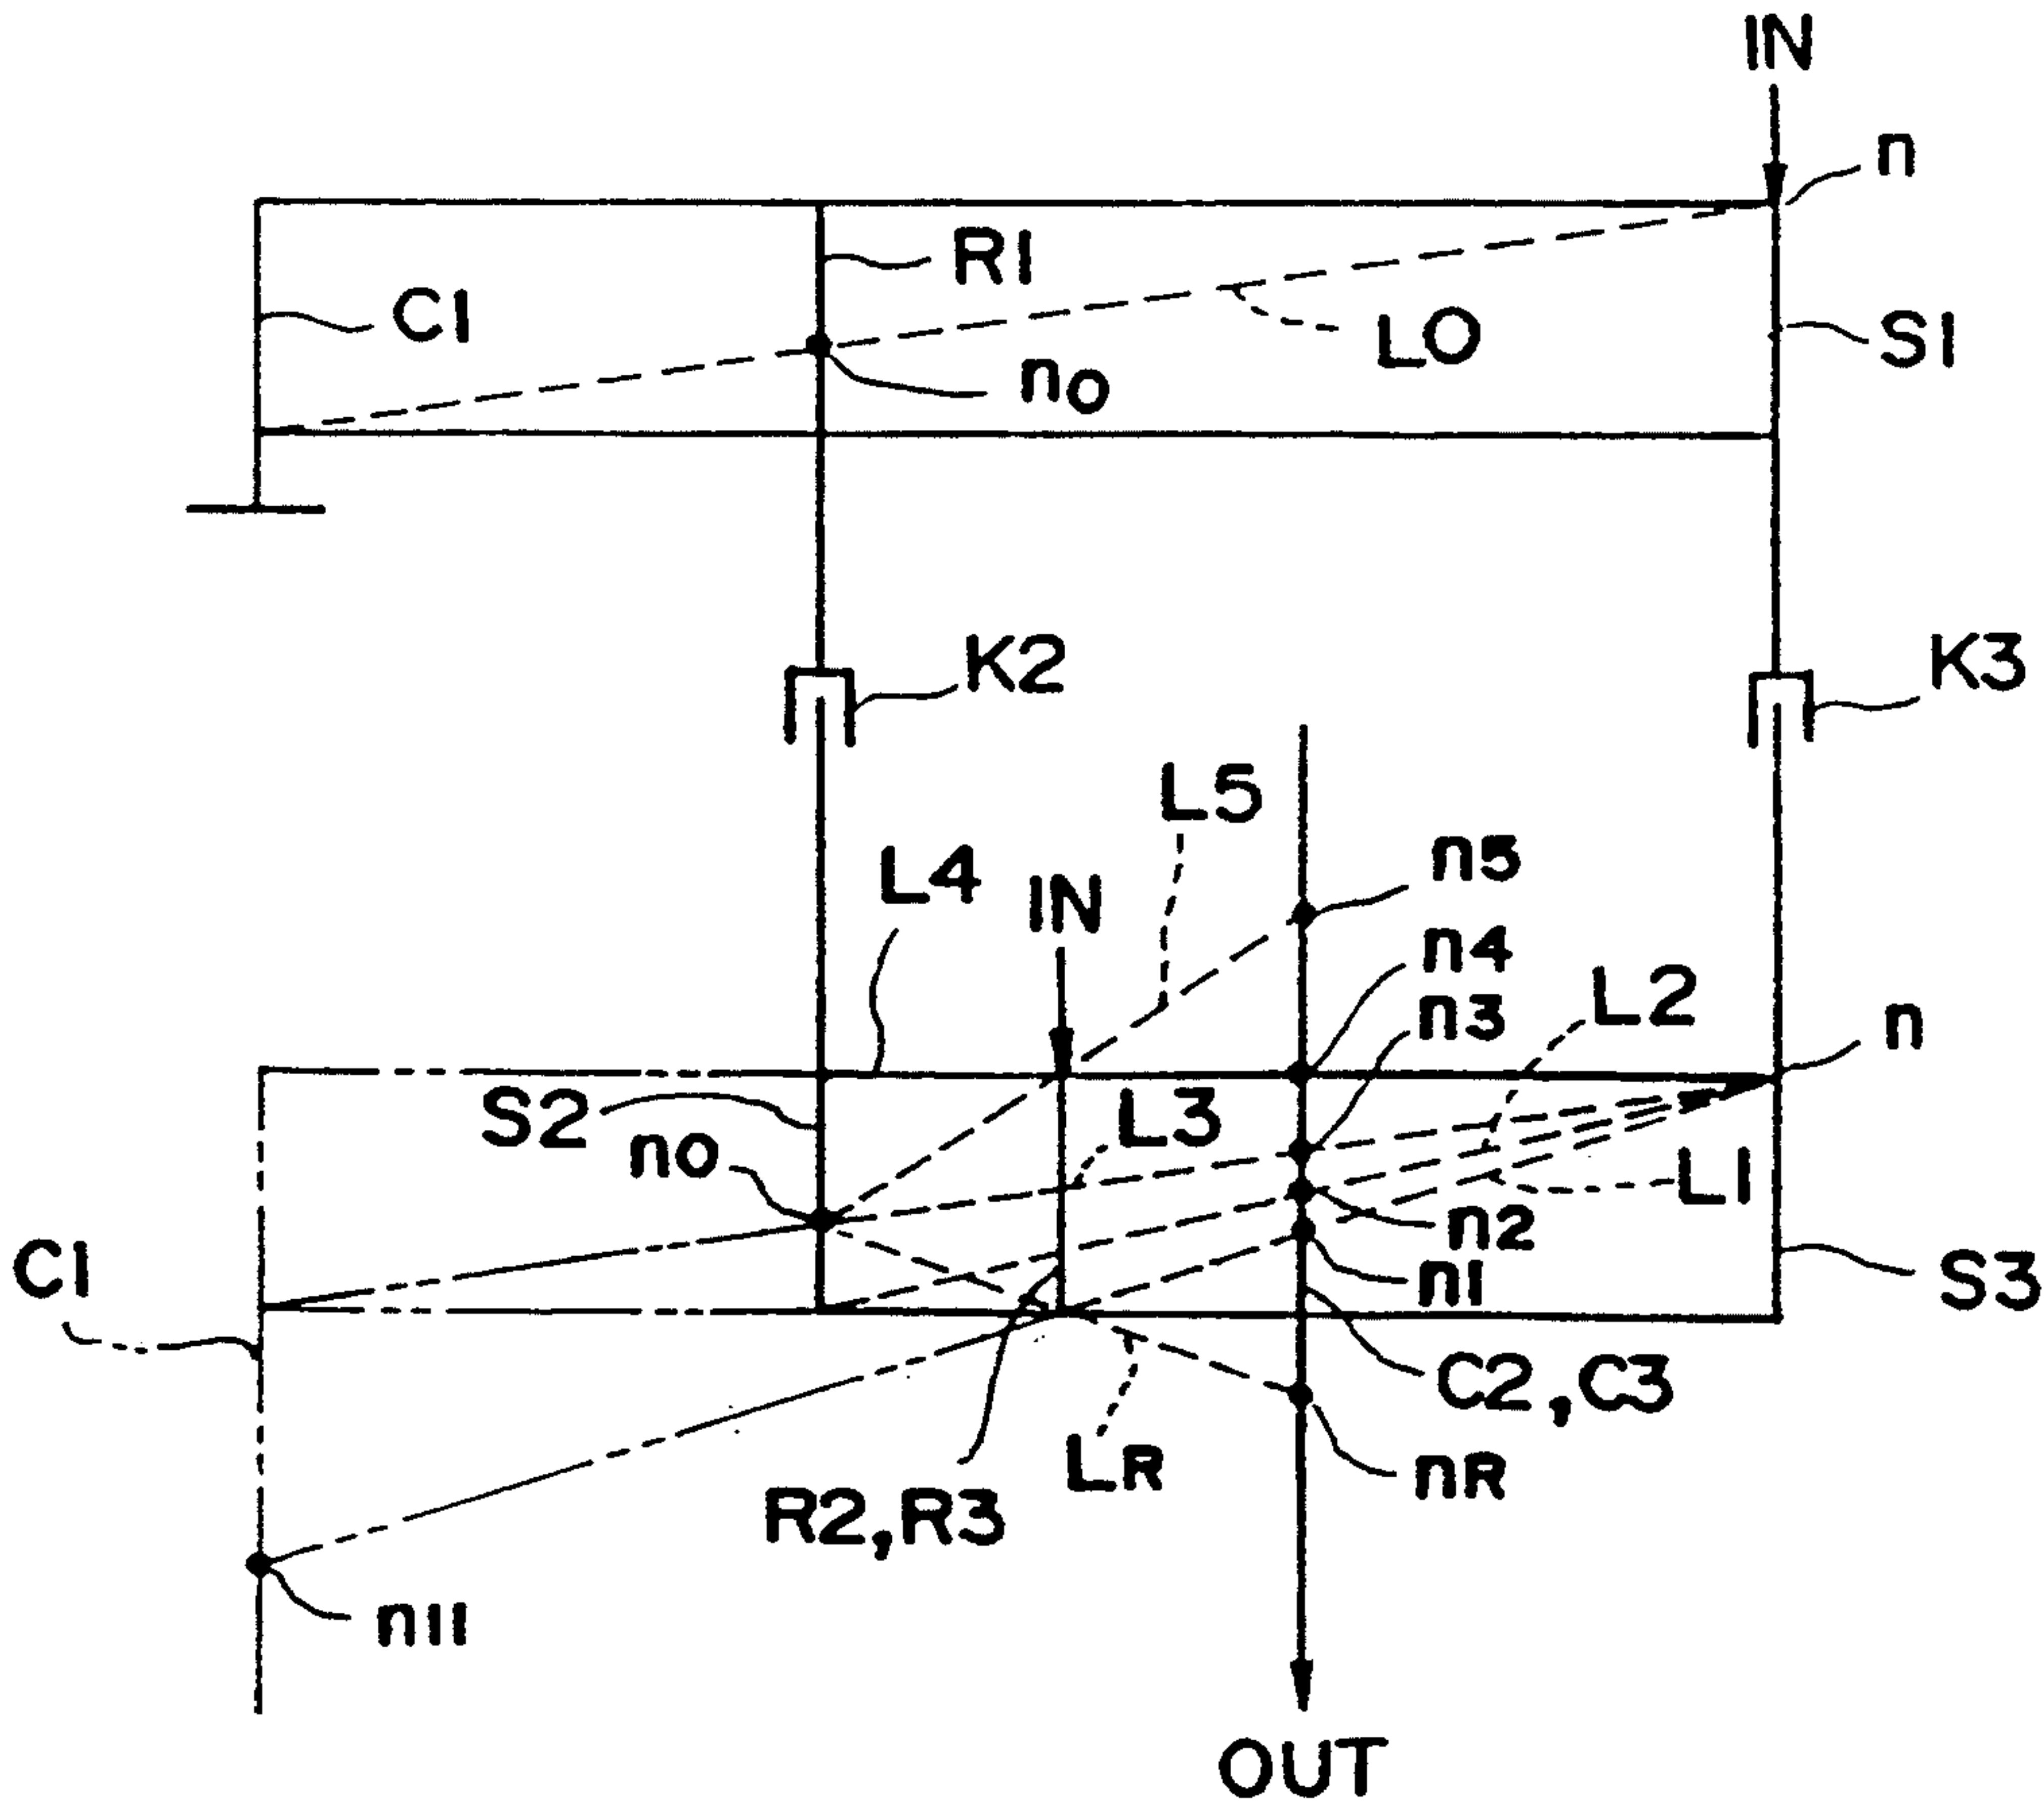 IN
n
R1
C1
LO
S1
no
K2
K3
L5
n5
L4
IN
n4
L2
n3
n
S2
L3
no
L1
n2
C1
n1
S3
C2,C3
LR
nR
R2,R3
n11
OUT